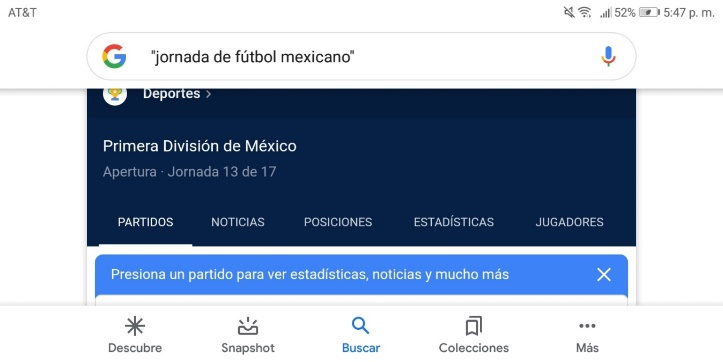 AT&T 52% 5:47 p. m.
"jornada de fútbol mexicano"
Deportes >
Primera División de México
Apertura · Jornada 13 de 17
PARTIDOS NOTICIAS POSICIONES ESTADÍSTICAS JUGADORES
Presiona un partido para ver estadísticas, noticias y mucho más
Descubre Snapshot Buscar Colecciones Más